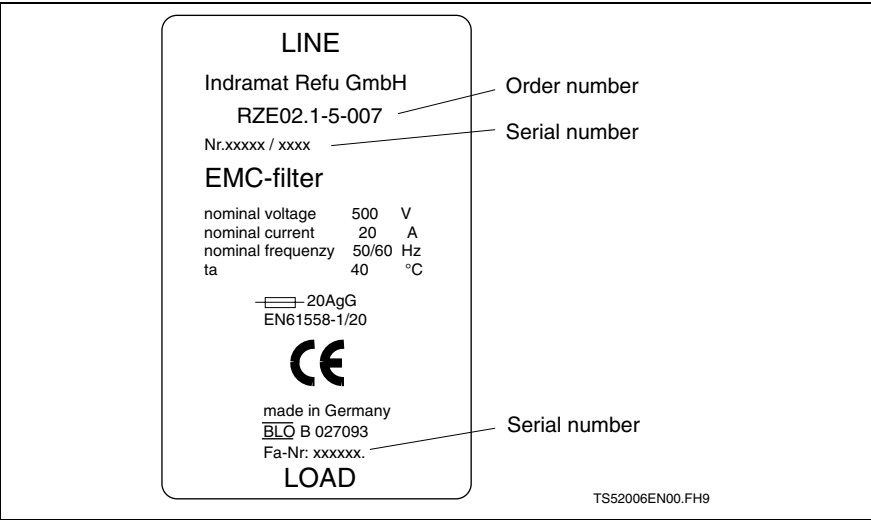 LINE
Indramat Refu GmbH
RZE02.1-5-007
Order number
Nr.xxxxx / xxxx
Serial number
EMC-filter
nominal voltage 500 V
nominal current 20 A
nominal frequenzy 50/60 Hz
ta 40 °C
20AgG
EN61558-1/20
CE
made in Germany
BLO B 027093
Fa-Nr: xxxxxx.
Serial number
LOAD
TS52006EN00.FH9